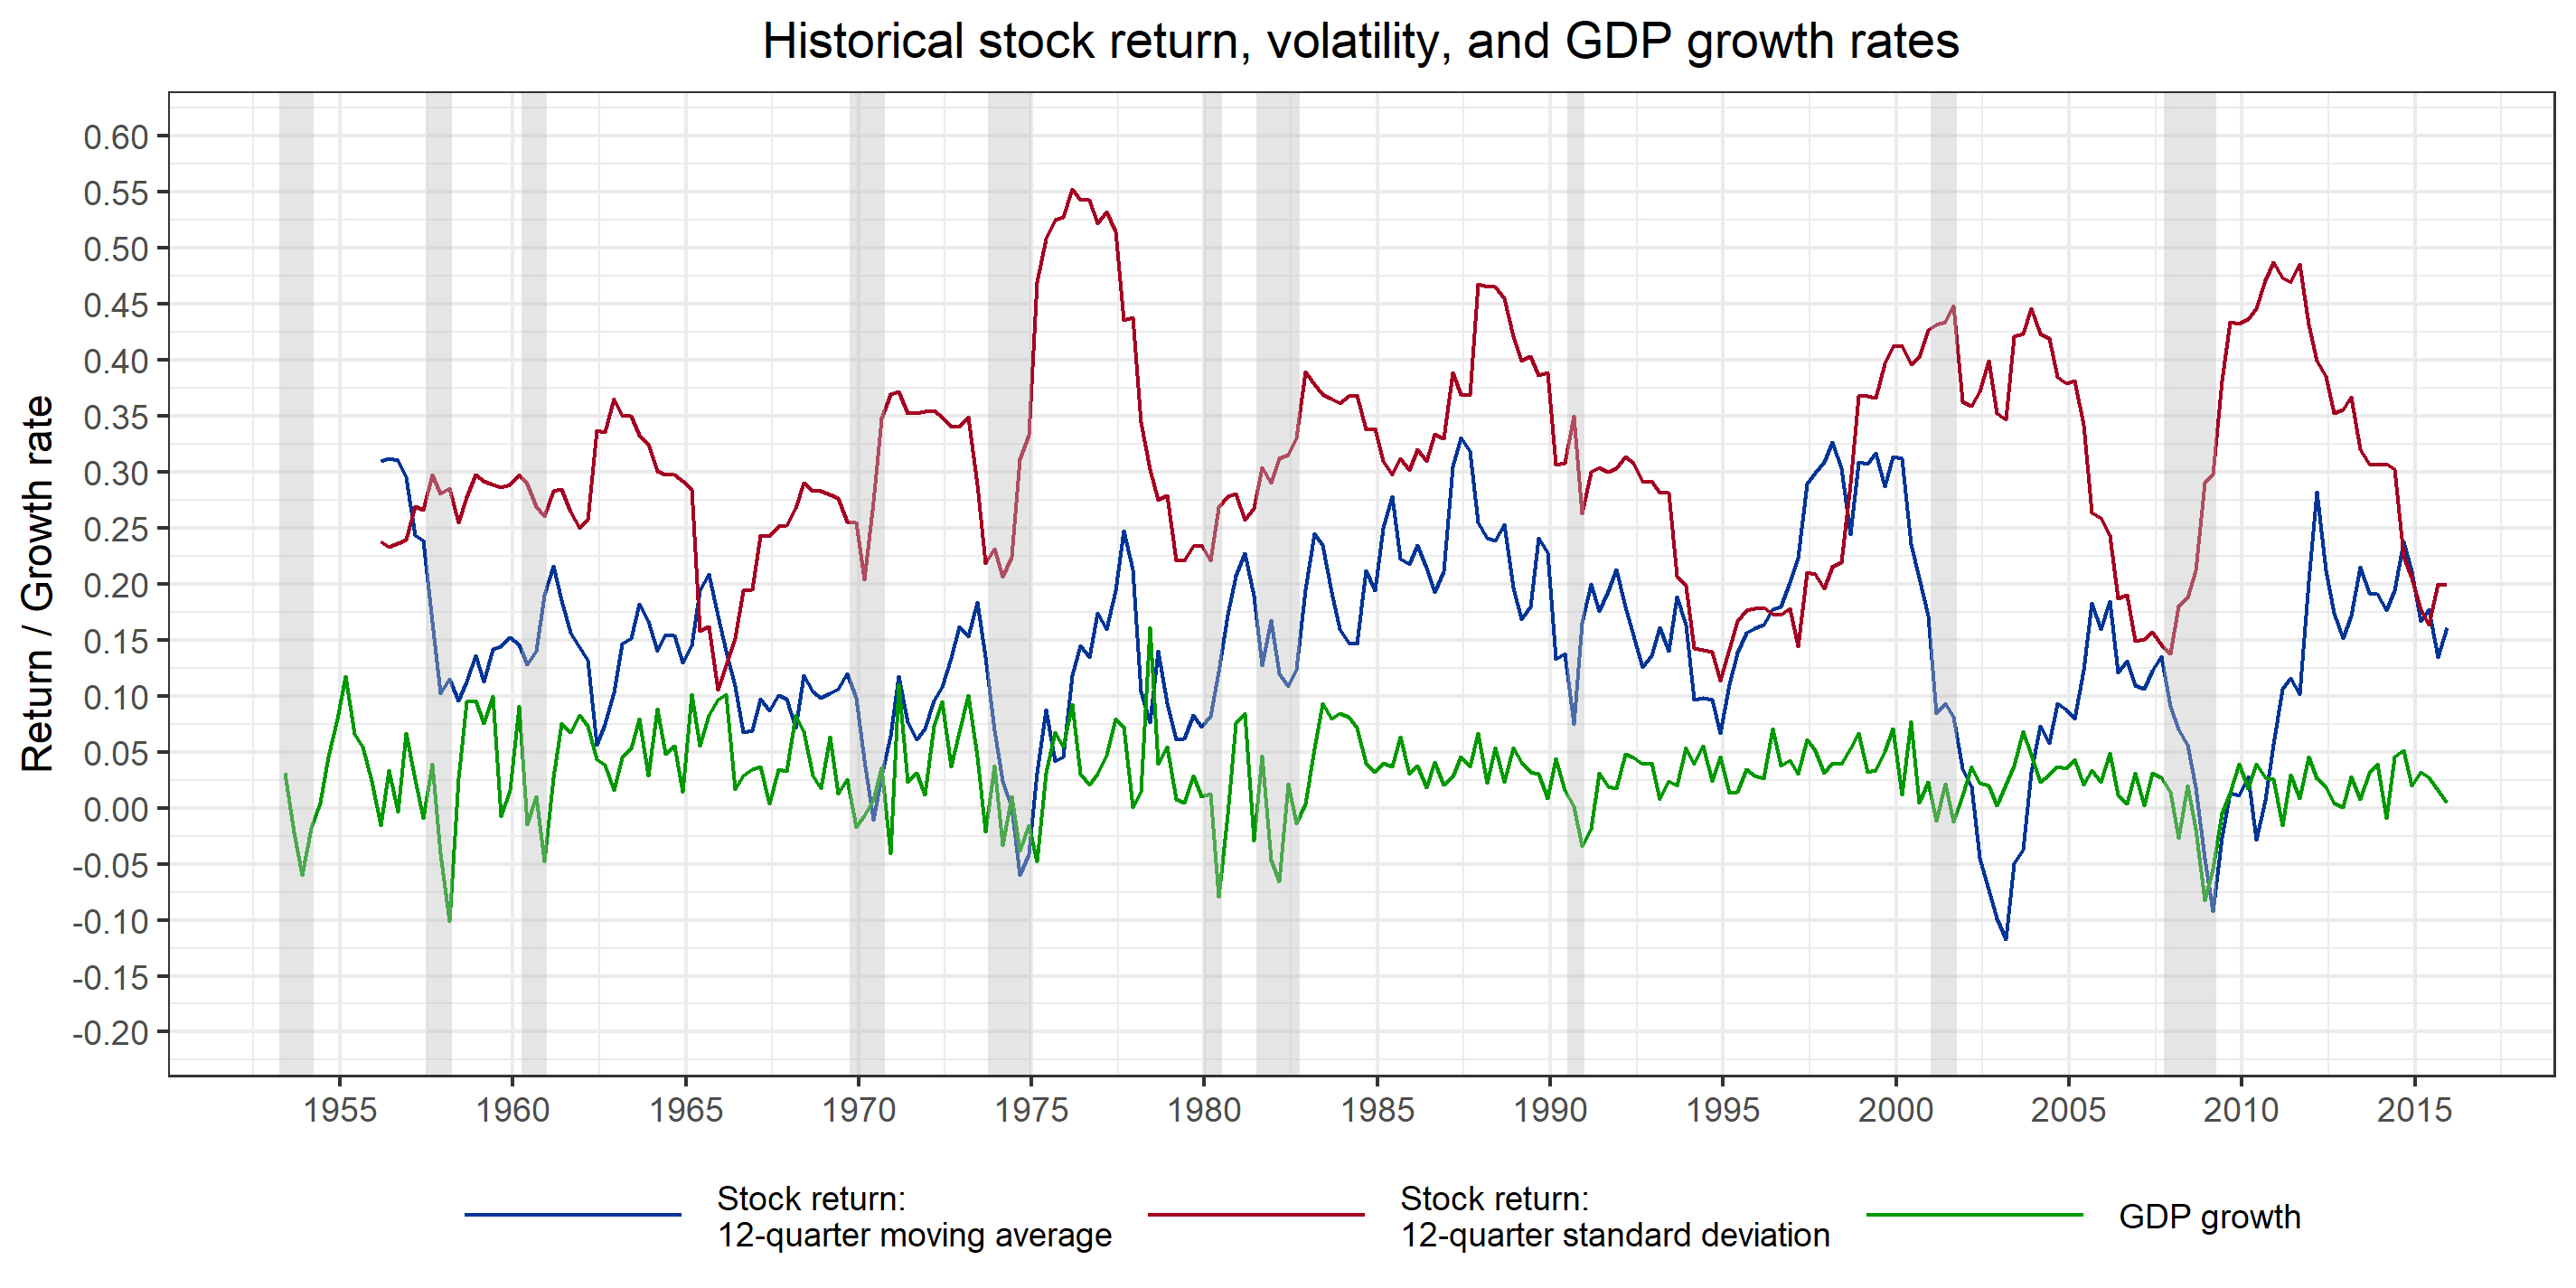 Historical stock return, volatility, and GDP growth rates
Return / Growth rate
0.60
0.55
0.50
0.45
0.40
0.35
0.30
0.25
0.20
0.15
0.10
0.05
0.00
-0.05
-0.10
-0.15
-0.20
1955 1960 1965 1970 1975 1980 1985 1990 1995 2000 2005 2010 2015
Stock return:
12-quarter moving average
Stock return:
12-quarter standard deviation
GDP growth